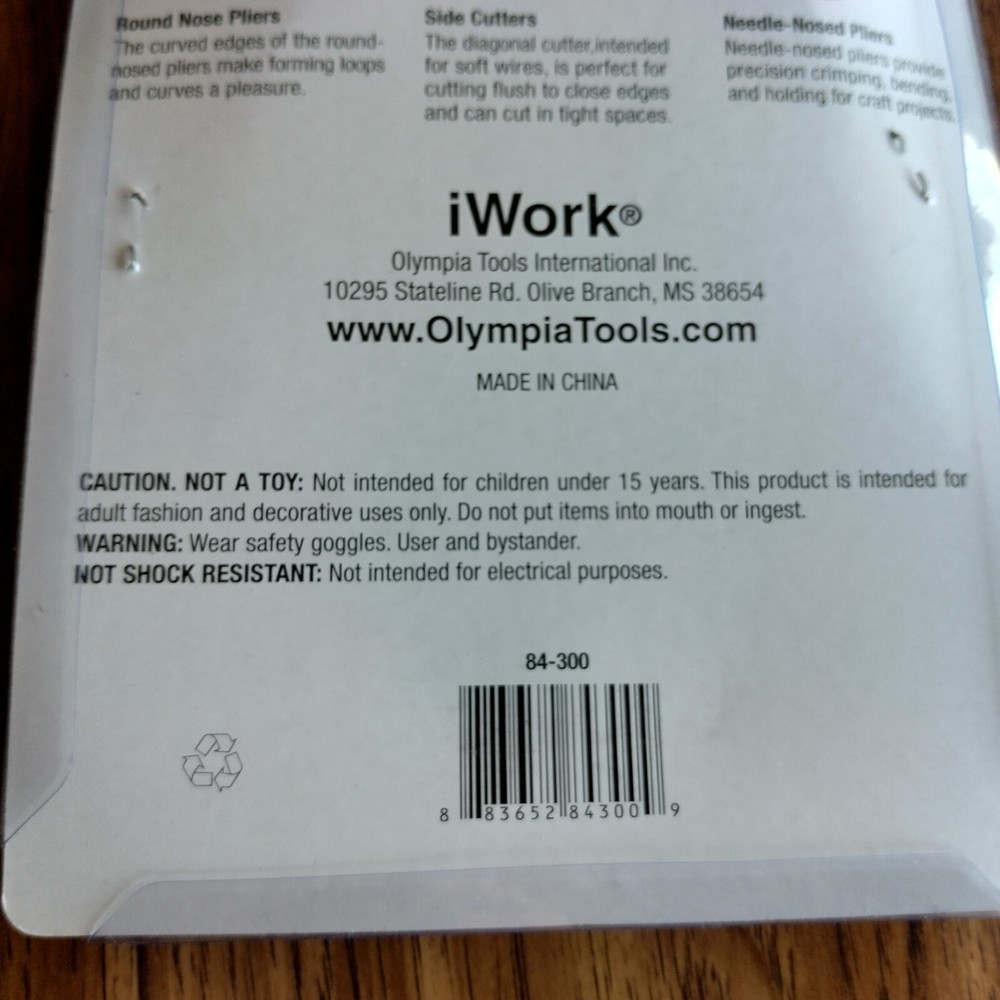 Round Nose Pliers
The curved edges of the round-
nosed pliers make forming loops
and curves a pleasure.
Side Cutters
The diagonal cutter,intended
for soft wires, is perfect for
cutting flush to close edges
and can cut in tight spaces.
Needle-Nosed Pliers
Needle-nosed pliers provide
precision crimping, bending,
and holding for craft projects.
iWork®
Olympia Tools International Inc.
10295 Stateline Rd. Olive Branch, MS 38654
www.OlympiaTools.com
MADE IN CHINA
CAUTION. NOT A TOY: Not intended for children under 15 years. This product is intended for
adult fashion and decorative uses only. Do not put items into mouth or ingest.
WARNING: Wear safety goggles. User and bystander.
NOT SHOCK RESISTANT: Not intended for electrical purposes.
84-300
8 83652 84300 9